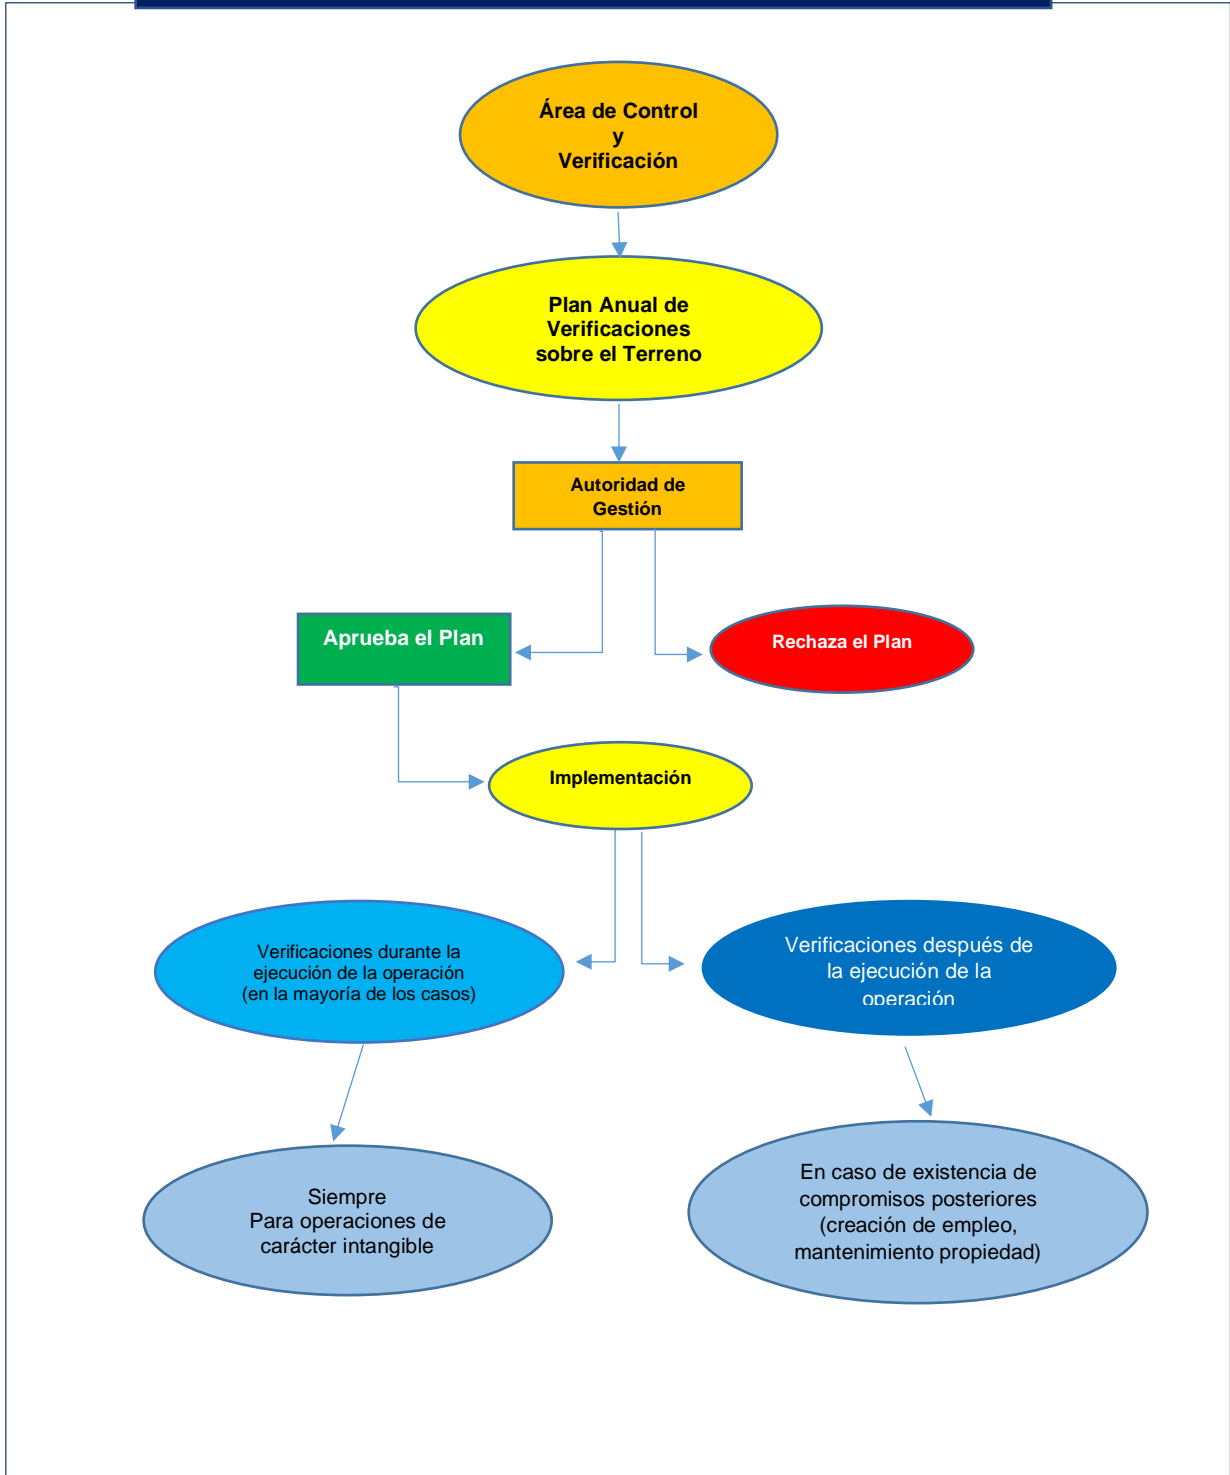 Área de Control
y
Verificación
Plan Anual de
Verificaciones
sobre el Terreno
Autoridad de
Gestión
Aprueba el Plan
Rechaza el Plan
Implementación
Verificaciones durante la
ejecución de la operación
(en la mayoría de los casos)
Verificaciones después de
la ejecución de la
operación
Siempre
Para operaciones de
carácter intangible
En caso de existencia de
compromisos posteriores
(creación de empleo,
mantenimiento propiedad)